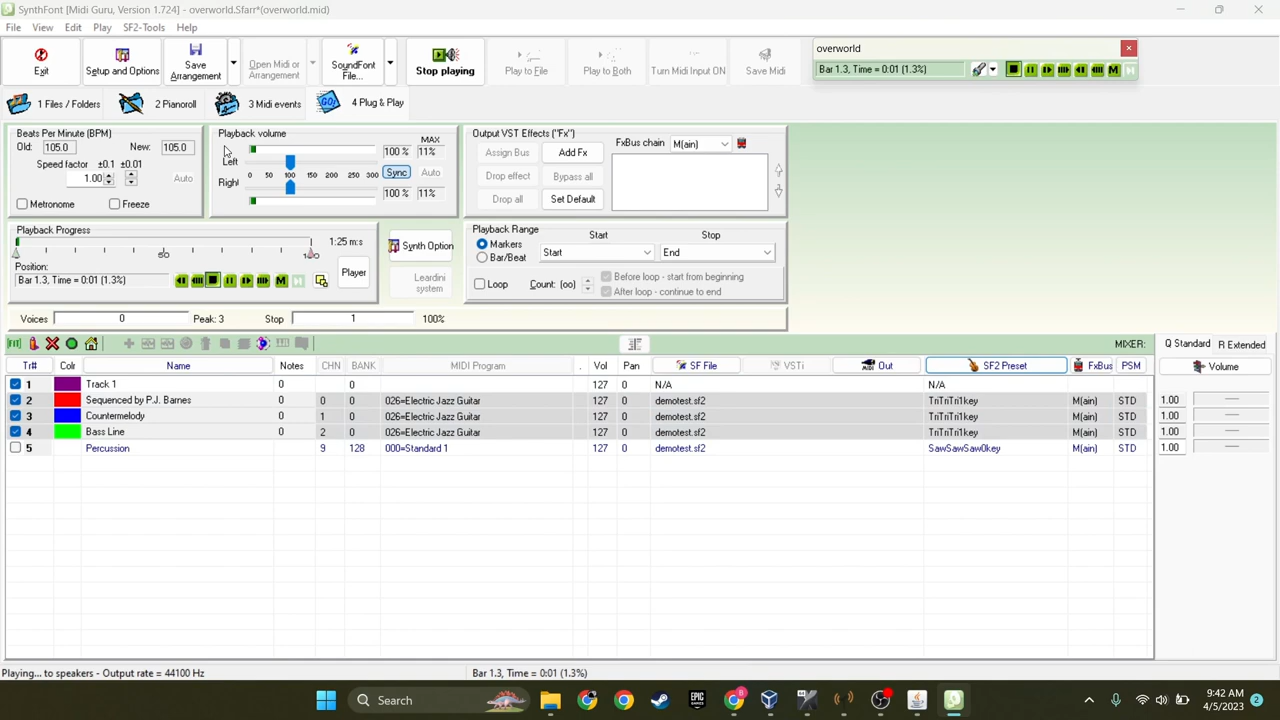 SynthFont [Midi Guru, Version 1.724] - overworld.Sfarr*(overworld.mid)
File View Edit Play SF2-Tools Help
Exit
Setup and Options
Save Arrangement
Open Midi or Arrangement
SoundFont File...
Stop playing
Play to File
Play to Both
Turn Midi Input ON
Save Midi
overworld
Bar 1.3, Time = 0:01 (1.3%)
M
1 Files / Folders
2 Pianoroll
3 Midi events
GO!
4 Plug & Play
Beats Per Minute (BPM)
Old: 105.0 New: 105.0
Speed factor ±0.1 ±0.01
1.00 Auto
Metronome Freeze
Playback volume
MAX
Left 100 % 11%
0 50 100 150 200 250 300 Sync Auto
Right 100 % 11%
Output VST Effects ("Fx")
FxBus chain M(ain)
Assign Bus Add Fx
Drop effect Bypass all
Drop all Set Default
Playback Progress
1:25 m:s
Position:
Bar 1.3, Time = 0:01 (1.3%)
M
Player
Synth Option
Leardini system
Playback Range
Start Stop
Markers Start End
Bar/Beat
Loop Count: (oo)
Before loop - start from beginning
After loop - continue to end
Voices 0 Peak: 3 Stop 1 100%
MIXER: Q Standard R Extended
Tr# Colr Name Notes CHN BANK MIDI Program . Vol Pan SF File VSTi Out SF2 Preset FxBus PSM Volume
1 Track 1 0 0 127 0 N/A N/A
2 Sequenced by P.J. Barnes 0 0 0 026=Electric Jazz Guitar 127 0 demotest.sf2 TriTriTri1key M(ain) STD 1.00
3 Countermelody 0 1 0 026=Electric Jazz Guitar 127 0 demotest.sf2 TriTriTri1key M(ain) STD 1.00
4 Bass Line 0 2 0 026=Electric Jazz Guitar 127 0 demotest.sf2 TriTriTri1key M(ain) STD 1.00
5 Percussion 0 9 128 000=Standard 1 127 0 demotest.sf2 SawSawSaw0key M(ain) STD 1.00
Playing... to speakers - Output rate = 44100 Hz
Bar 1.3, Time = 0:01 (1.3%)
Search
EPIC GAMES
9:42 AM
4/5/2023
2